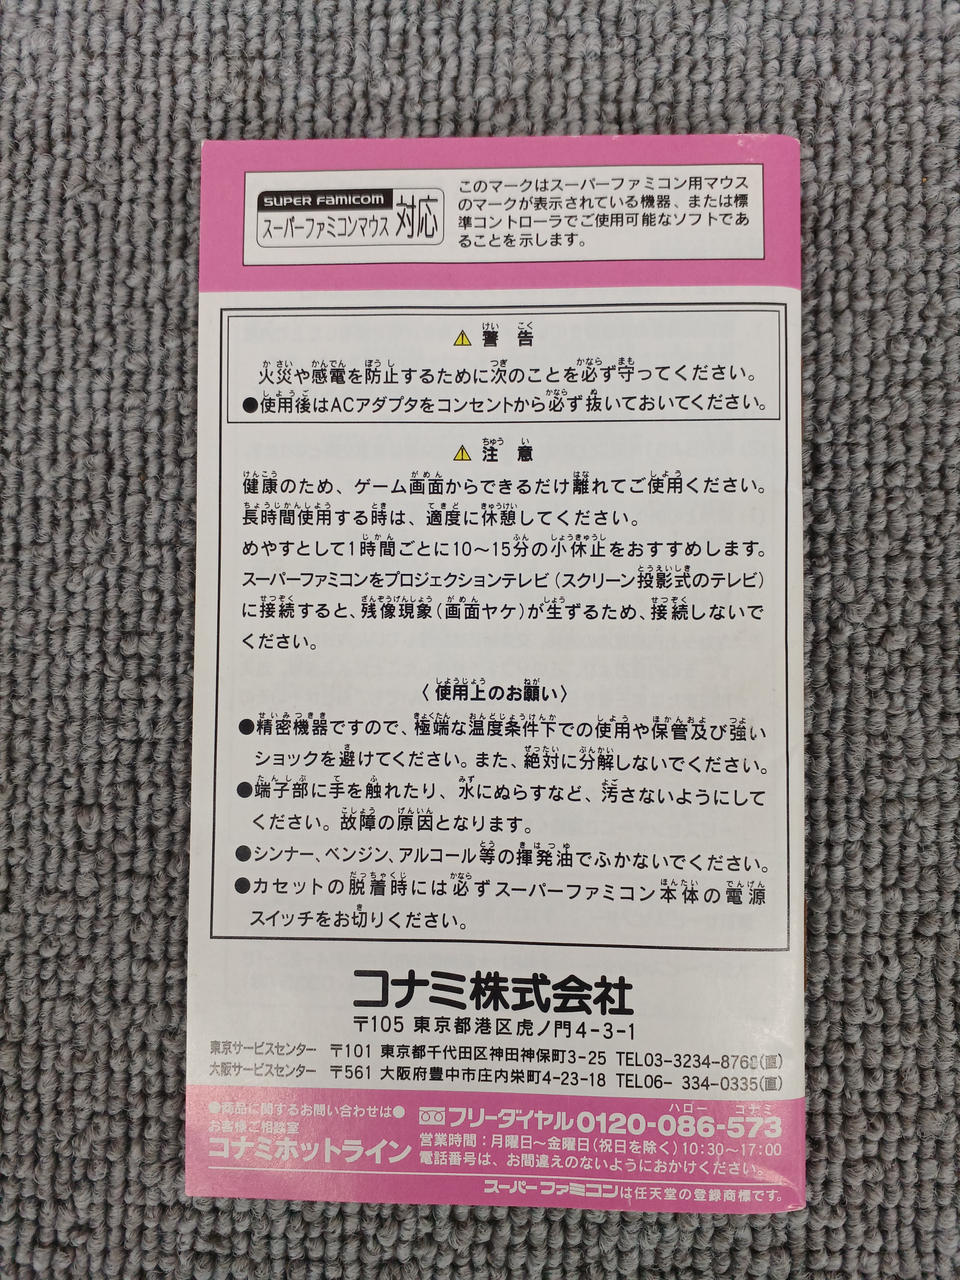 SUPER FAMICOM
スーパーファミコンマウス 対応
このマークはスーパーファミコン用マウス
のマークが表示されている機器、または標
準コントローラでご使用可能なソフトであ
ることを示します。
警告
火災や感電を防止するために次のことを必ず守ってください。
●使用後はACアダプタをコンセントから必ず抜いておいてください。
注意
健康のため、ゲーム画面からできるだけ離れてご使用ください。
長時間使用する時は、適度に休憩してください。
めやすとして1時間ごとに10〜15分の小休止をおすすめします。
スーパーファミコンをプロジェクションテレビ(スクリーン投影式のテレビ)
に接続すると、残像現象(画面ヤケ)が生ずるため、接続しないで
ください。
〈使用上のお願い〉
●精密機器ですので、極端な温度条件下での使用や保管及び強い
ショックを避けてください。また、絶対に分解しないでください。
●端子部に手を触れたり、水にぬらすなど、汚さないようにして
ください。故障の原因となります。
●シンナー、ベンジン、アルコール等の揮発油でふかないでください。
●カセットの脱着時には必ずスーパーファミコン本体の電源
スイッチをお切りください。
コナミ株式会社
〒105 東京都港区虎ノ門4-3-1
東京サービスセンター 〒101 東京都千代田区神田神保町3-25 TEL03-3234-876(直)
大阪サービスセンター 〒561 大阪府豊中市庄内栄町4-23-18 TEL06- 334-0335(直)
●商品に関するお問い合わせは●
お客様ご相談室
コナミホットライン
ハロー コナミ
フリーダイヤル0120-086-573
営業時間:月曜日〜金曜日(祝日を除く)10:30〜17:00
電話番号は、お間違えのないようにおかけください。
スーパーファミコンは任天堂の登録商標です。